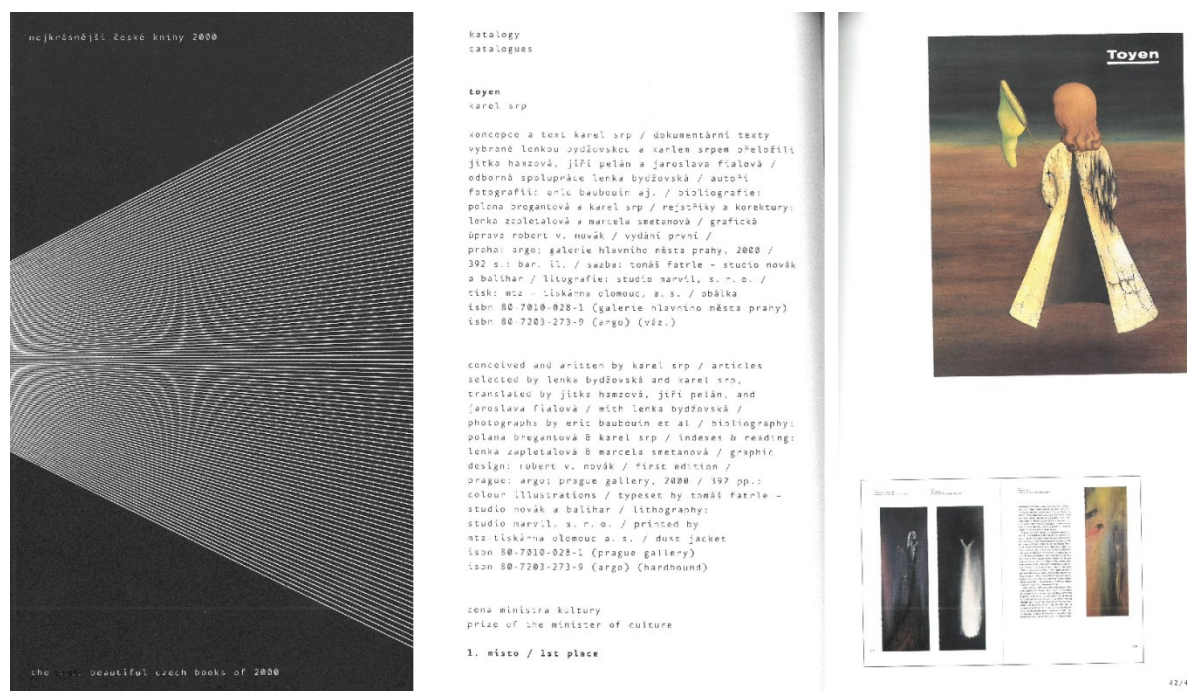 nejkrásnější české knihy 2000
the beautiful czech books of 2000
katalogy
catalogues
toyen
karel srp
koncepce a text karel srp / dokumentární texty
vybrané lenkou bydžovskou a karlem srpem přeložili
jitka hamzová, jiří pelán a jaroslava fialová /
odborná spolupráce lenka bydžovská / autoři
fotografií: eric baubouin aj. / bibliografie:
polana bregantová a karel srp / rejstříky a korektury:
lenka zapletalová a marcela smetanová / grafická
úprava robert v. novák / vydání první /
praha: argo; galerie hlavního města prahy, 2000 /
392 s.: bar. il. / sazba: tomáš fatrle – studio novák
a balihar / litografie: studio marvil, s. r. o. /
tisk: mtz – tiskárna olomouc, a. s. / obálka
isbn 80-7010-028-1 (galerie hlavního města prahy)
isbn 80-7203-273-9 (argo) (váz.)
conceived and written by karel srp / articles
selected by lenka bydžovská and karel srp,
translated by jitka hamzová, jiří pelán, and
jaroslava fialová / with lenka bydžovská /
photographs by eric baubouin et al / bibliography:
polana bregantová & karel srp / indexes & reading:
lenka zapletalová & marcela smetanová / graphic
design: robert v. novák / first edition /
prague: argo; prague gallery, 2000 / 392 pp.:
colour illustrations / typeset by tomáš fatrle –
studio novák a balihar / lithography:
studio marvil, s. r. o. / printed by
mtz-tiskárna olomouc a. s. / dust jacket
isbn 80-7010-028-1 (prague gallery)
isbn 80-7203-273-9 (argo) (hardbound)
cena ministra kultury
prize of the minister of culture
1. místo / 1st place
Toyen